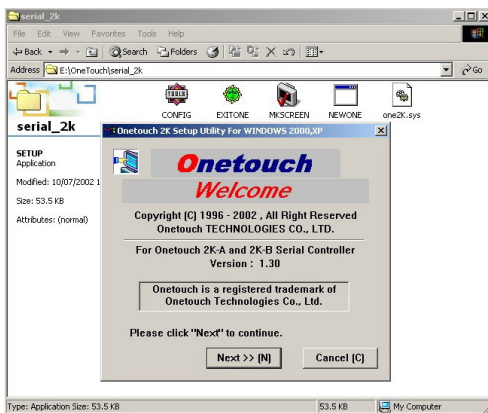 serial_2k
File Edit View Favorites Tools Help
Back Search Folders
Address E:\OneTouch\serial_2k Go
TOOLS
CONFIG EXITONE MKSCREEN NEWONE one2K.sys
serial_2k
SETUP
Application
Modified: 10/07/2002 1
Size: 53.5 KB
Attributes: (normal)
Onetouch 2K Setup Utility For WINDOWS 2000,XP
Onetouch
Welcome
Copyright (C) 1996 - 2002 , All Right Reserved
Onetouch TECHNOLOGIES CO., LTD.
For Onetouch 2K-A and 2K-B Serial Controller
Version : 1.30
Onetouch is a registered trademark of
Onetouch Technologies Co., Ltd.
Please click "Next" to continue.
Next >> (N) Cancel (C)
Type: Application Size: 53.5 KB 53.5 KB My Computer